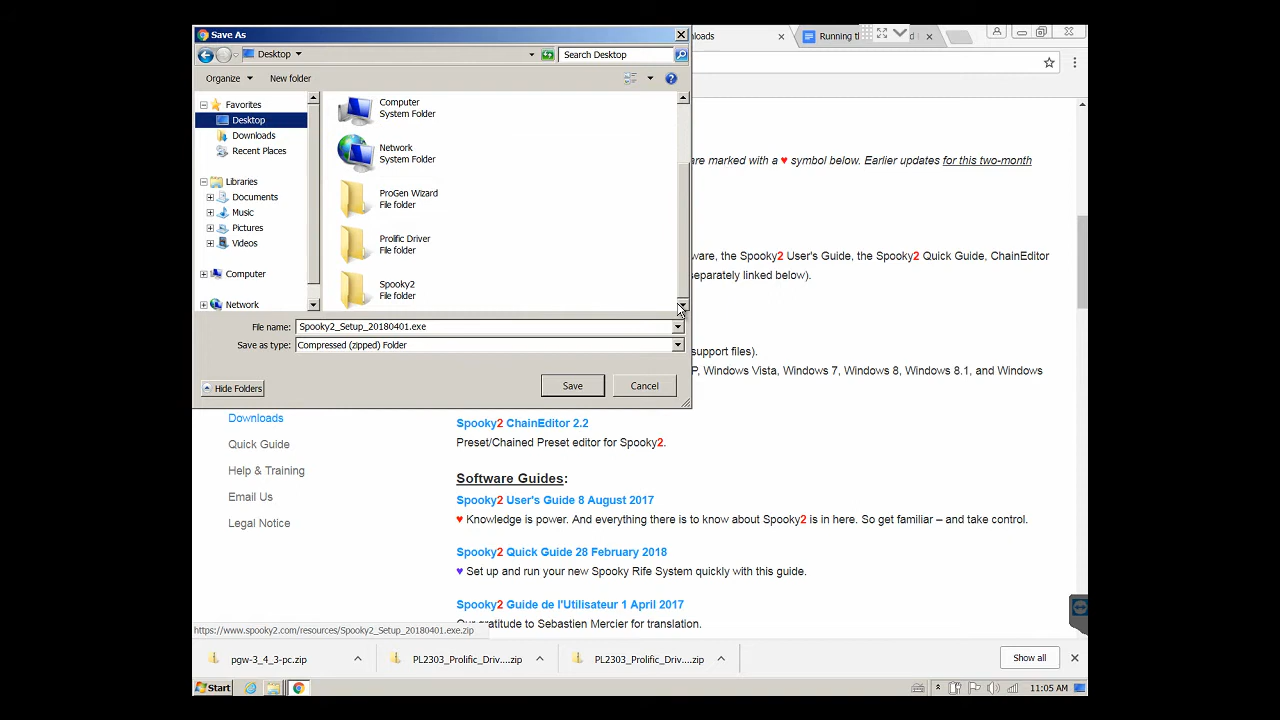 Save As
Desktop
Search Desktop
Organize
New folder
Favorites
Desktop
Downloads
Recent Places
Libraries
Documents
Music
Pictures
Videos
Computer
Network
Computer
System Folder
Network
System Folder
ProGen Wizard
File folder
Prolific Driver
File folder
Spooky2
File folder
File name:
Spooky2_Setup_20180401.exe
Save as type:
Compressed (zipped) Folder
Hide Folders
Save
Cancel
Running th
re marked with a ♥ symbol below. Earlier updates for this two-month
ware, the Spooky2 User's Guide, the Spooky2 Quick Guide, ChainEditor
separately linked below).
support files).
P, Windows Vista, Windows 7, Windows 8, Windows 8.1, and Windows
Downloads
Quick Guide
Help & Training
Email Us
Legal Notice
Spooky2 ChainEditor 2.2
Preset/Chained Preset editor for Spooky2.
Software Guides:
Spooky2 User's Guide 8 August 2017
♥ Knowledge is power. And everything there is to know about Spooky2 is in here. So get familiar – and take control.
Spooky2 Quick Guide 28 February 2018
♥ Set up and run your new Spooky Rife System quickly with this guide.
Spooky2 Guide de l'Utilisateur 1 April 2017
Our gratitude to Sebastien Mercier for translation.
https://www.spooky2.com/resources/Spooky2_Setup_20180401.exe.zip
pgw-3_4_3-pc.zip
PL2303_Prolific_Driv....zip
PL2303_Prolific_Driv....zip
Show all
Start
11:05 AM